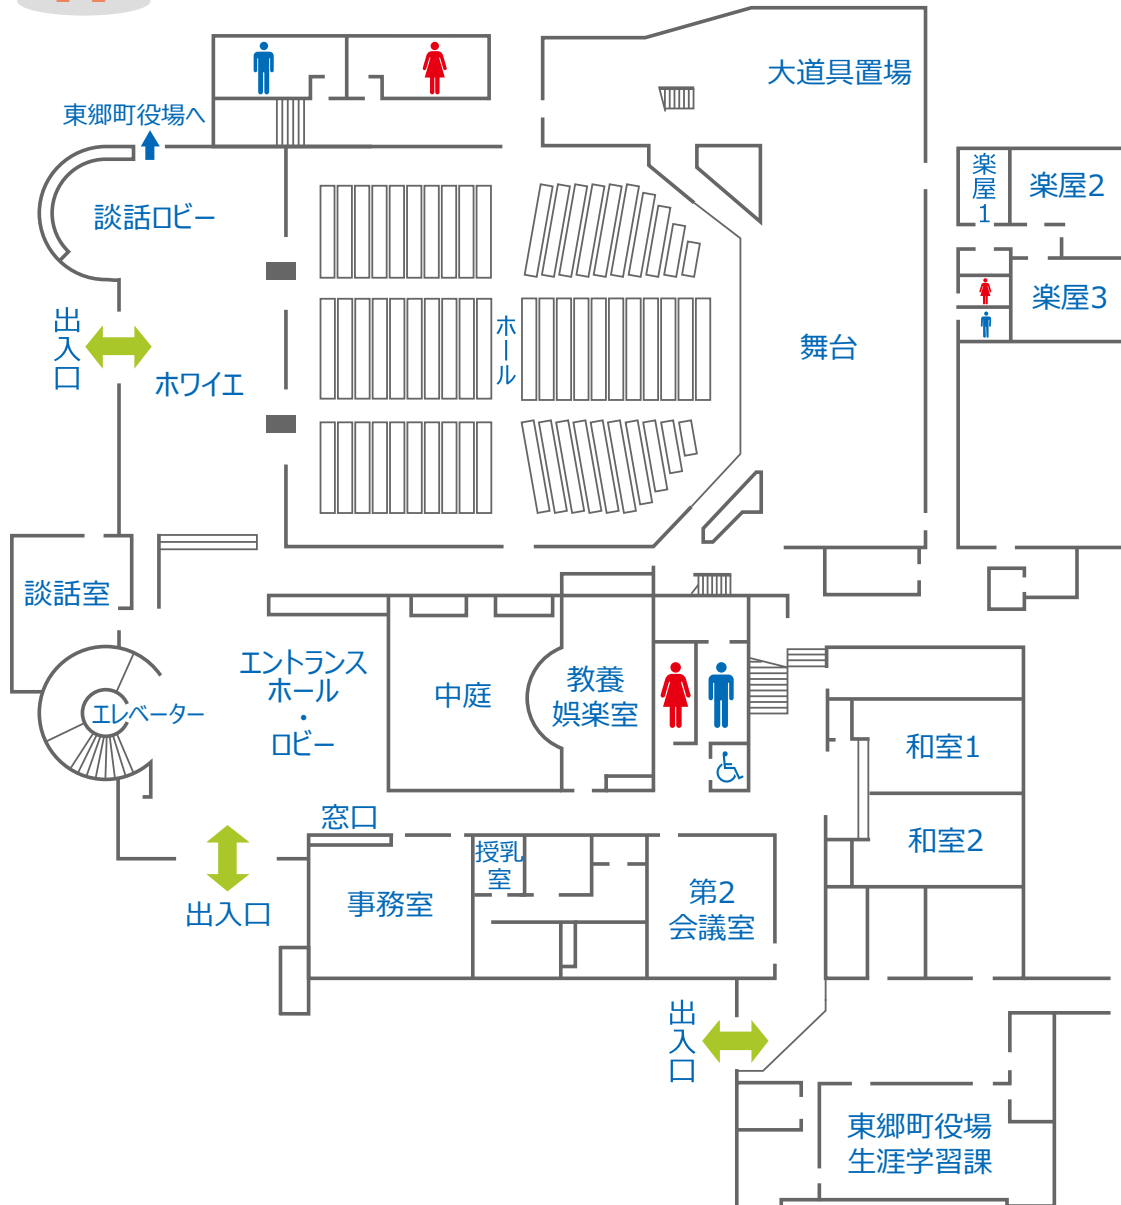 大道具置場
東郷町役場へ
談話ロビー
楽屋1
楽屋2
楽屋3
出入口
ホワイエ
ホール
舞台
談話室
エントランス
ホール
・
ロビー
エレベーター
中庭
教養
娯楽室
和室1
和室2
窓口
授乳
室
事務室
第2
会議室
出入口
出入口
東郷町役場
生涯学習課